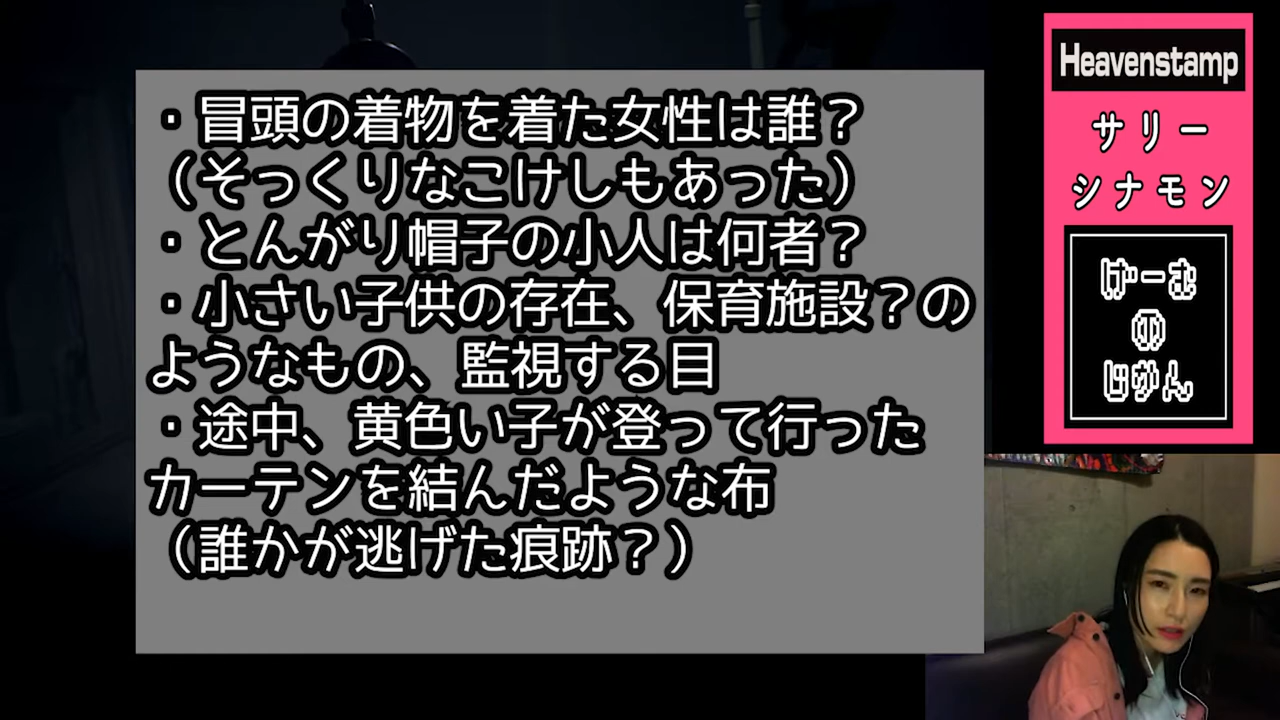 ・冒頭の着物を着た女性は誰？
（そっくりなこけしもあった）
・とんがり帽子の小人は何者？
・小さい子供の存在、保育施設？の
ようなもの、監視する目
・途中、黄色い子が登って行った
カーテンを結んだような布
（誰かが逃げた痕跡？）
Heavenstamp
サリー
シナモン
げーむ
の
じかん